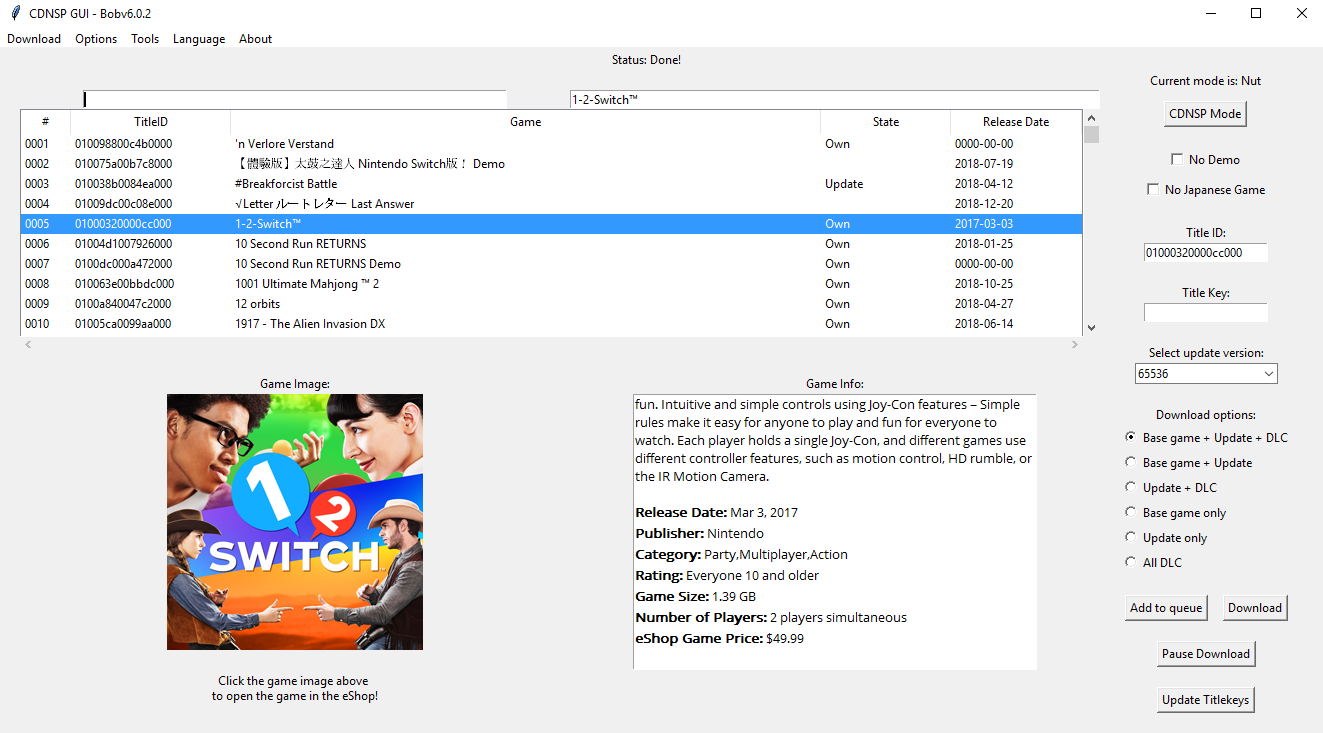 CDNSP GUI - Bobv6.0.2
Download Options Tools Language About
Status: Done!
1-2-Switch™
# TitleID Game State Release Date
0001 010098800c4b0000 'n Verlore Verstand Own 0000-00-00
0002 010075a00b7c8000 【體驗版】太鼓之達人 Nintendo Switch版！ Demo 2018-07-19
0003 010038b0084ea000 #Breakforcist Battle Update 2018-04-12
0004 01009dc00c08e000 √Letter ルートレター Last Answer 2018-12-20
0005 01000320000cc000 1-2-Switch™ Own 2017-03-03
0006 01004d1007926000 10 Second Run RETURNS Own 2018-01-25
0007 0100dc000a472000 10 Second Run RETURNS Demo Own 0000-00-00
0008 010063e00bbdc000 1001 Ultimate Mahjong ™ 2 Own 2018-10-25
0009 0100a840047c2000 12 orbits Own 2018-04-27
0010 01005ca0099aa000 1917 - The Alien Invasion DX Own 2018-06-14
Game Image:
1 2
SWITCH™
Click the game image above
to open the game in the eShop!
Game Info:
fun. Intuitive and simple controls using Joy-Con features – Simple
rules make it easy for anyone to play and fun for everyone to
watch. Each player holds a single Joy-Con, and different games use
different controller features, such as motion control, HD rumble, or
the IR Motion Camera.
Release Date: Mar 3, 2017
Publisher: Nintendo
Category: Party,Multiplayer,Action
Rating: Everyone 10 and older
Game Size: 1.39 GB
Number of Players: 2 players simultaneous
eShop Game Price: $49.99
Current mode is: Nut
CDNSP Mode
No Demo
No Japanese Game
Title ID:
01000320000cc000
Title Key:
Select update version:
65536
Download options:
Base game + Update + DLC
Base game + Update
Update + DLC
Base game only
Update only
All DLC
Add to queue Download
Pause Download
Update Titlekeys